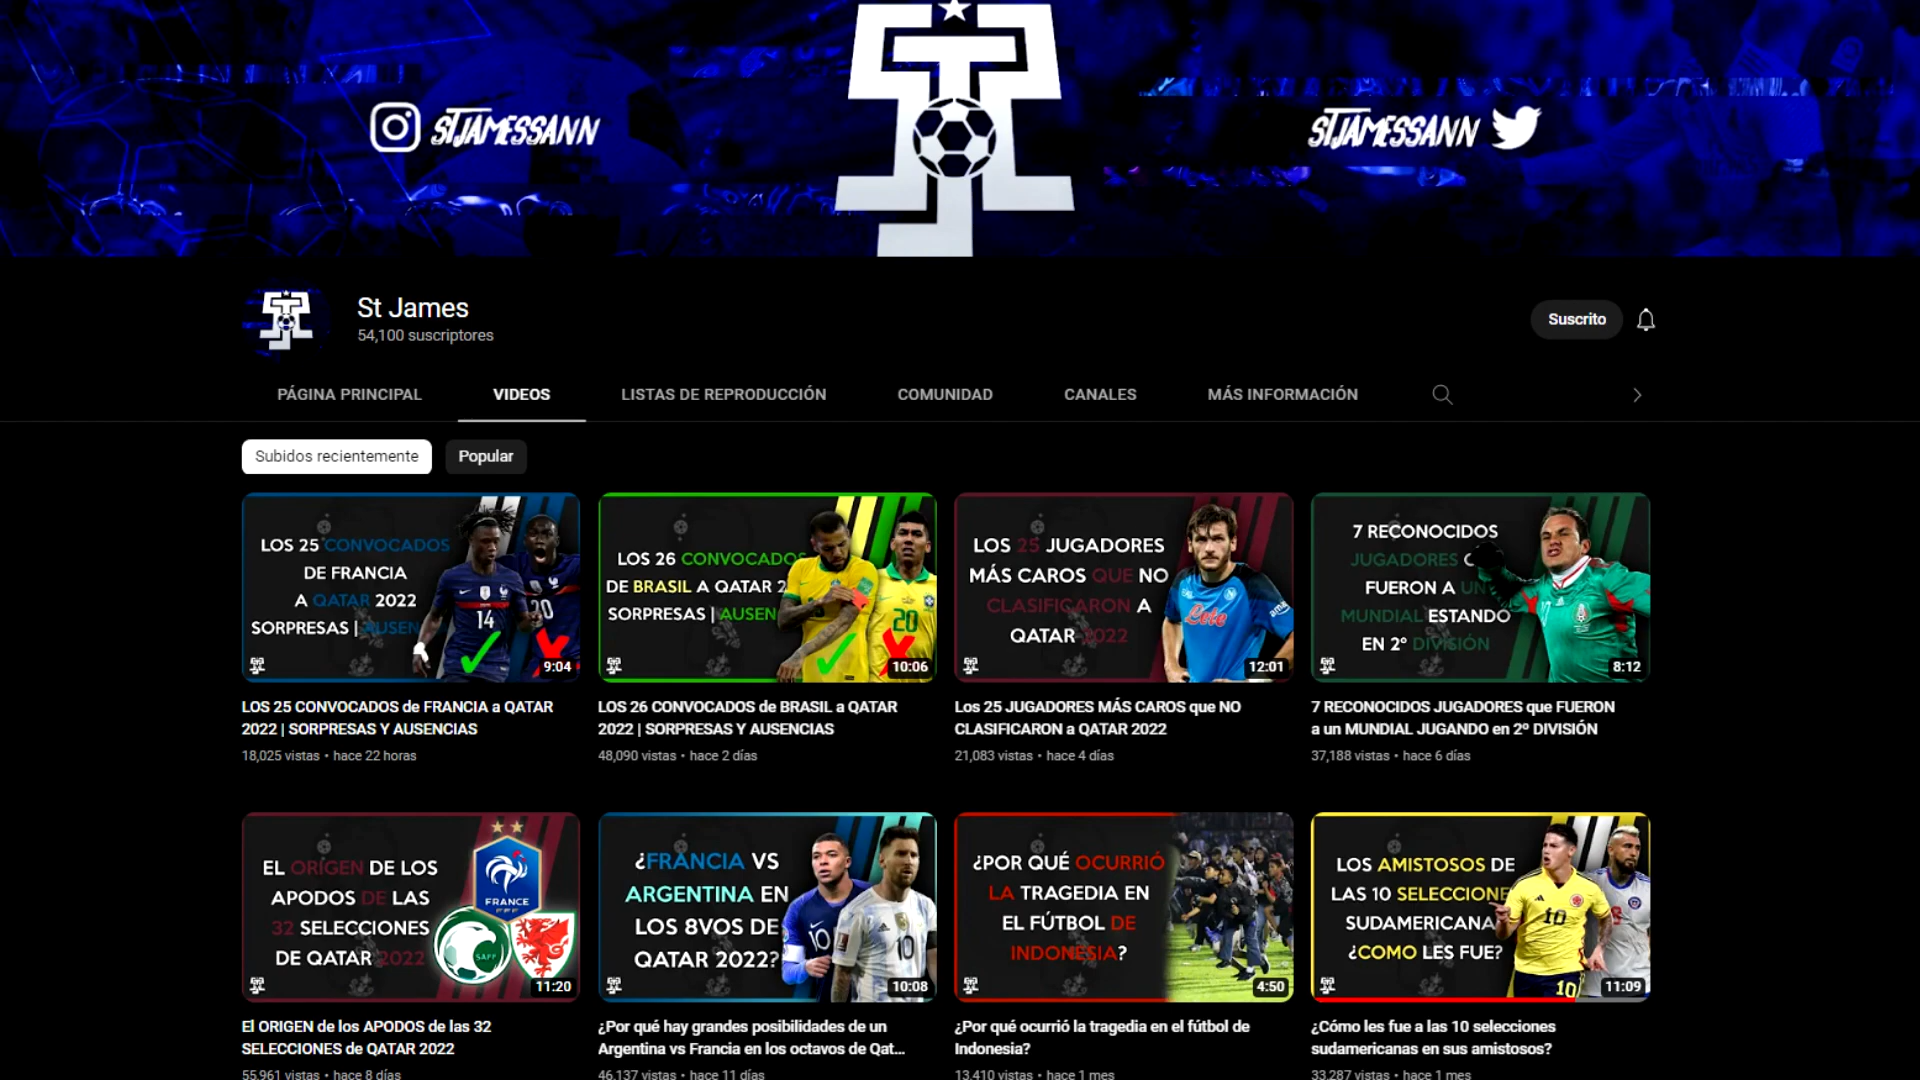 STJAMESSANN
STJAMESSANN
St James
54,100 suscriptores
Suscrito
PÁGINA PRINCIPAL
VIDEOS
LISTAS DE REPRODUCCIÓN
COMUNIDAD
CANALES
MÁS INFORMACIÓN
Subidos recientemente
Popular
LOS 25 CONVOCADOS
DE FRANCIA
A QATAR 2022
SORPRESAS | AUSEN
14
20
9:04
LOS 25 CONVOCADOS de FRANCIA a QATAR
2022 | SORPRESAS Y AUSENCIAS
18,025 vistas • hace 22 horas
LOS 26 CONVOCADOS
DE BRASIL A QATAR 2
SORPRESAS | AUSEN
20
10:06
LOS 26 CONVOCADOS de BRASIL a QATAR
2022 | SORPRESAS Y AUSENCIAS
48,090 vistas • hace 2 días
LOS 25 JUGADORES
MÁS CAROS QUE NO
CLASIFICARON A
QATAR 2022
Lete
12:01
Los 25 JUGADORES MÁS CAROS que NO
CLASIFICARON a QATAR 2022
21,083 vistas • hace 4 días
7 RECONOCIDOS
JUGADORES
FUERON A UN
MUNDIAL ESTANDO
EN 2° DIVISIÓN
8:12
7 RECONOCIDOS JUGADORES que FUERON
a un MUNDIAL JUGANDO en 2º DIVISIÓN
37,188 vistas • hace 6 días
EL ORIGEN DE LOS
APODOS DE LAS
32 SELECCIONES
DE QATAR 2022
FRANCE
SAFF
11:20
El ORIGEN de los APODOS de las 32
SELECCIONES de QATAR 2022
55,961 vistas • hace 8 días
¿FRANCIA VS
ARGENTINA EN
LOS 8VOS DE
QATAR 2022?
10
10
10:08
¿Por qué hay grandes posibilidades de un
Argentina vs Francia en los octavos de Qat...
46,137 vistas • hace 11 días
¿POR QUÉ OCURRIÓ
LA TRAGEDIA EN
EL FÚTBOL DE
INDONESIA?
4:50
¿Por qué ocurrió la tragedia en el fútbol de
Indonesia?
13,410 vistas • hace 1 mes
LOS AMISTOSOS DE
LAS 10 SELECCIONE
SUDAMERICANA
¿COMO LES FUE?
10
10
11:09
¿Cómo les fue a las 10 selecciones
sudamericanas en sus amistosos?
33,287 vistas • hace 1 mes